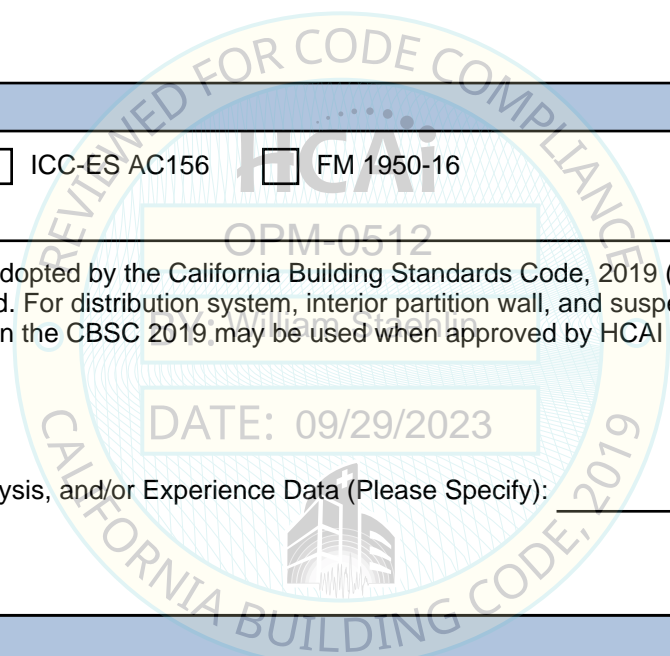 REVIEWED FOR CODE COMPLIANCE
HCAi
ICC-ES AC156 FM 1950-16
OPM-0512
dopted by the California Building Standards Code, 2019 (
d. For distribution system, interior partition wall, and susp
n the CBSC 2019 may be used when approved by HCAI
BY: William Staehlin
DATE: 09/29/2023
ysis, and/or Experience Data (Please Specify):
CALIFORNIA BUILDING CODE, 2019